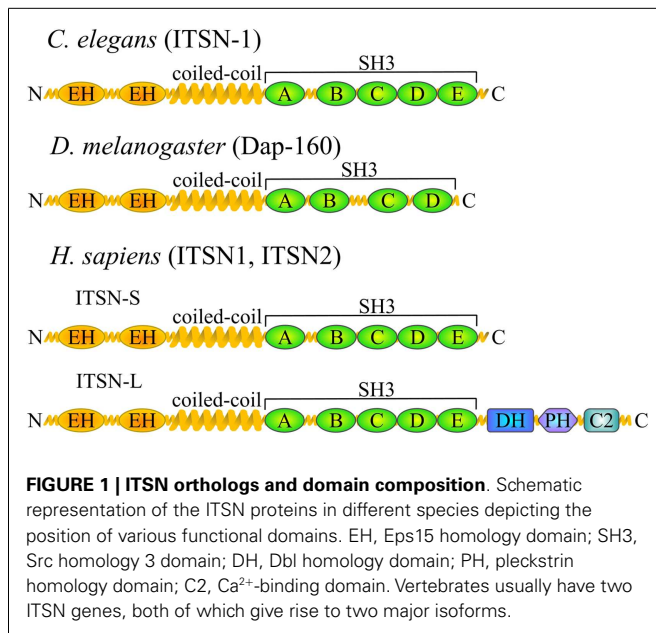 C. elegans (ITSN-1)
SH3
coiled-coil
N EH EH A B C D E C
D. melanogaster (Dap-160)
SH3
coiled-coil
N EH EH A B C D C
H. sapiens (ITSN1, ITSN2)
ITSN-S
SH3
coiled-coil
N EH EH A B C D E C
ITSN-L
SH3
coiled-coil
N EH EH A B C D E DH PH C2 C
FIGURE 1 | ITSN orthologs and domain composition. Schematic
representation of the ITSN proteins in different species depicting the
position of various functional domains. EH, Eps15 homology domain; SH3,
Src homology 3 domain; DH, Dbl homology domain; PH, pleckstrin
homology domain; C2, Ca²⁺-binding domain. Vertebrates usually have two
ITSN genes, both of which give rise to two major isoforms.